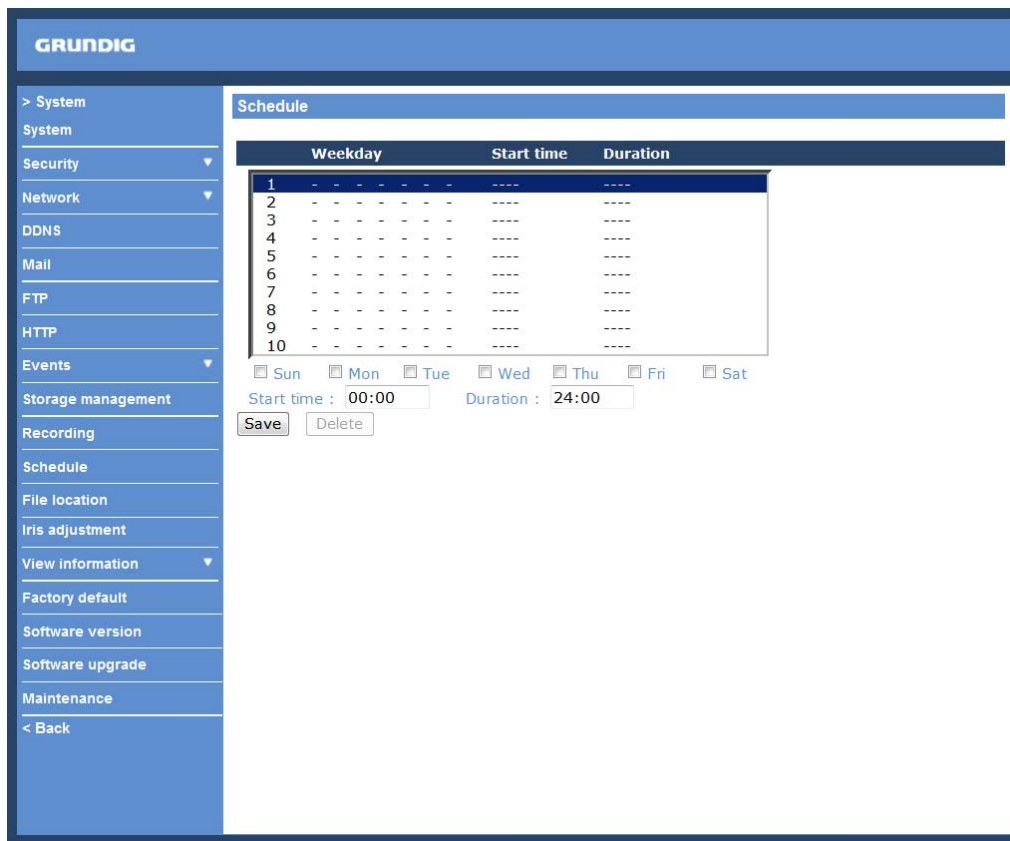 GRUNDIG
> System
System
Security
Network
DDNS
Mail
FTP
HTTP
Events
Storage management
Recording
Schedule
File location
Iris adjustment
View information
Factory default
Software version
Software upgrade
Maintenance
< Back
Schedule
Weekday Start time Duration
1 - - - - - - - ---- ----
2 - - - - - - - ---- ----
3 - - - - - - - ---- ----
4 - - - - - - - ---- ----
5 - - - - - - - ---- ----
6 - - - - - - - ---- ----
7 - - - - - - - ---- ----
8 - - - - - - - ---- ----
9 - - - - - - - ---- ----
10 - - - - - - - ---- ----
Sun Mon Tue Wed Thu Fri Sat
Start time : 00:00 Duration : 24:00
Save Delete